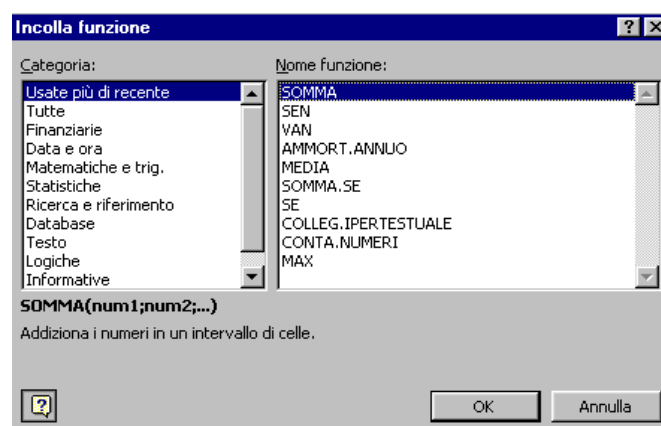 Incolla funzione
Categoria:
Usate più di recente
Tutte
Finanziarie
Data e ora
Matematiche e trig.
Statistiche
Ricerca e riferimento
Database
Testo
Logiche
Informative
Nome funzione:
SOMMA
SEN
VAN
AMMORT.ANNUO
MEDIA
SOMMA.SE
SE
COLLEG.IPERTESTUALE
CONTA.NUMERI
MAX
SOMMA(num1;num2;...)
Addiziona i numeri in un intervallo di celle.
OK
Annulla